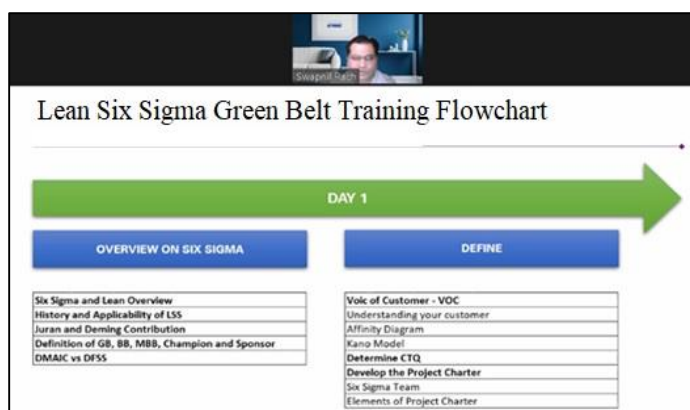 Swapnil
Lean Six Sigma Green Belt Training Flowchart
DAY 1
OVERVIEW ON SIX SIGMA
DEFINE
Six Sigma and Lean Overview
History and Applicability of LSS
Juran and Deming Contribution
Definition of GB, BB, MBB, Champion and Sponsor
DMAIC vs DFSS
Voic of Customer - VOC
Understanding your customer
Affinity Diagram
Kano Model
Determine CTQ
Develop the Project Charter
Six Sigma Team
Elements of Project Charter